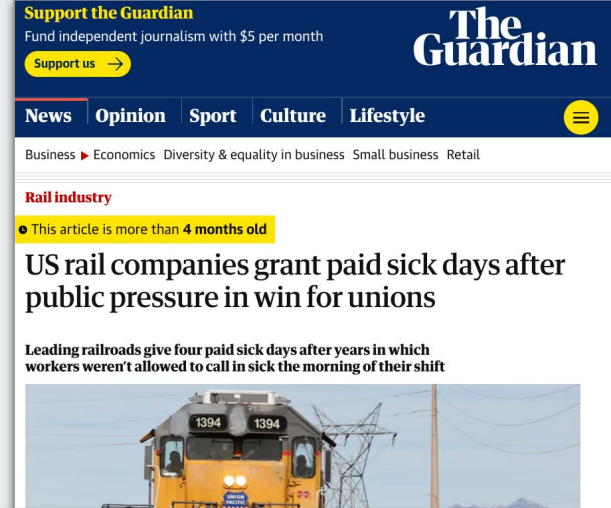 Support the Guardian
Fund independent journalism with $5 per month
Support us
The
Guardian
News Opinion Sport Culture Lifestyle
Business Economics Diversity & equality in business Small business Retail
Rail industry
This article is more than 4 months old
US rail companies grant paid sick days after
public pressure in win for unions
Leading railroads give four paid sick days after years in which
workers weren't allowed to call in sick the morning of their shift
1394 1394
UNION
PACIFIC